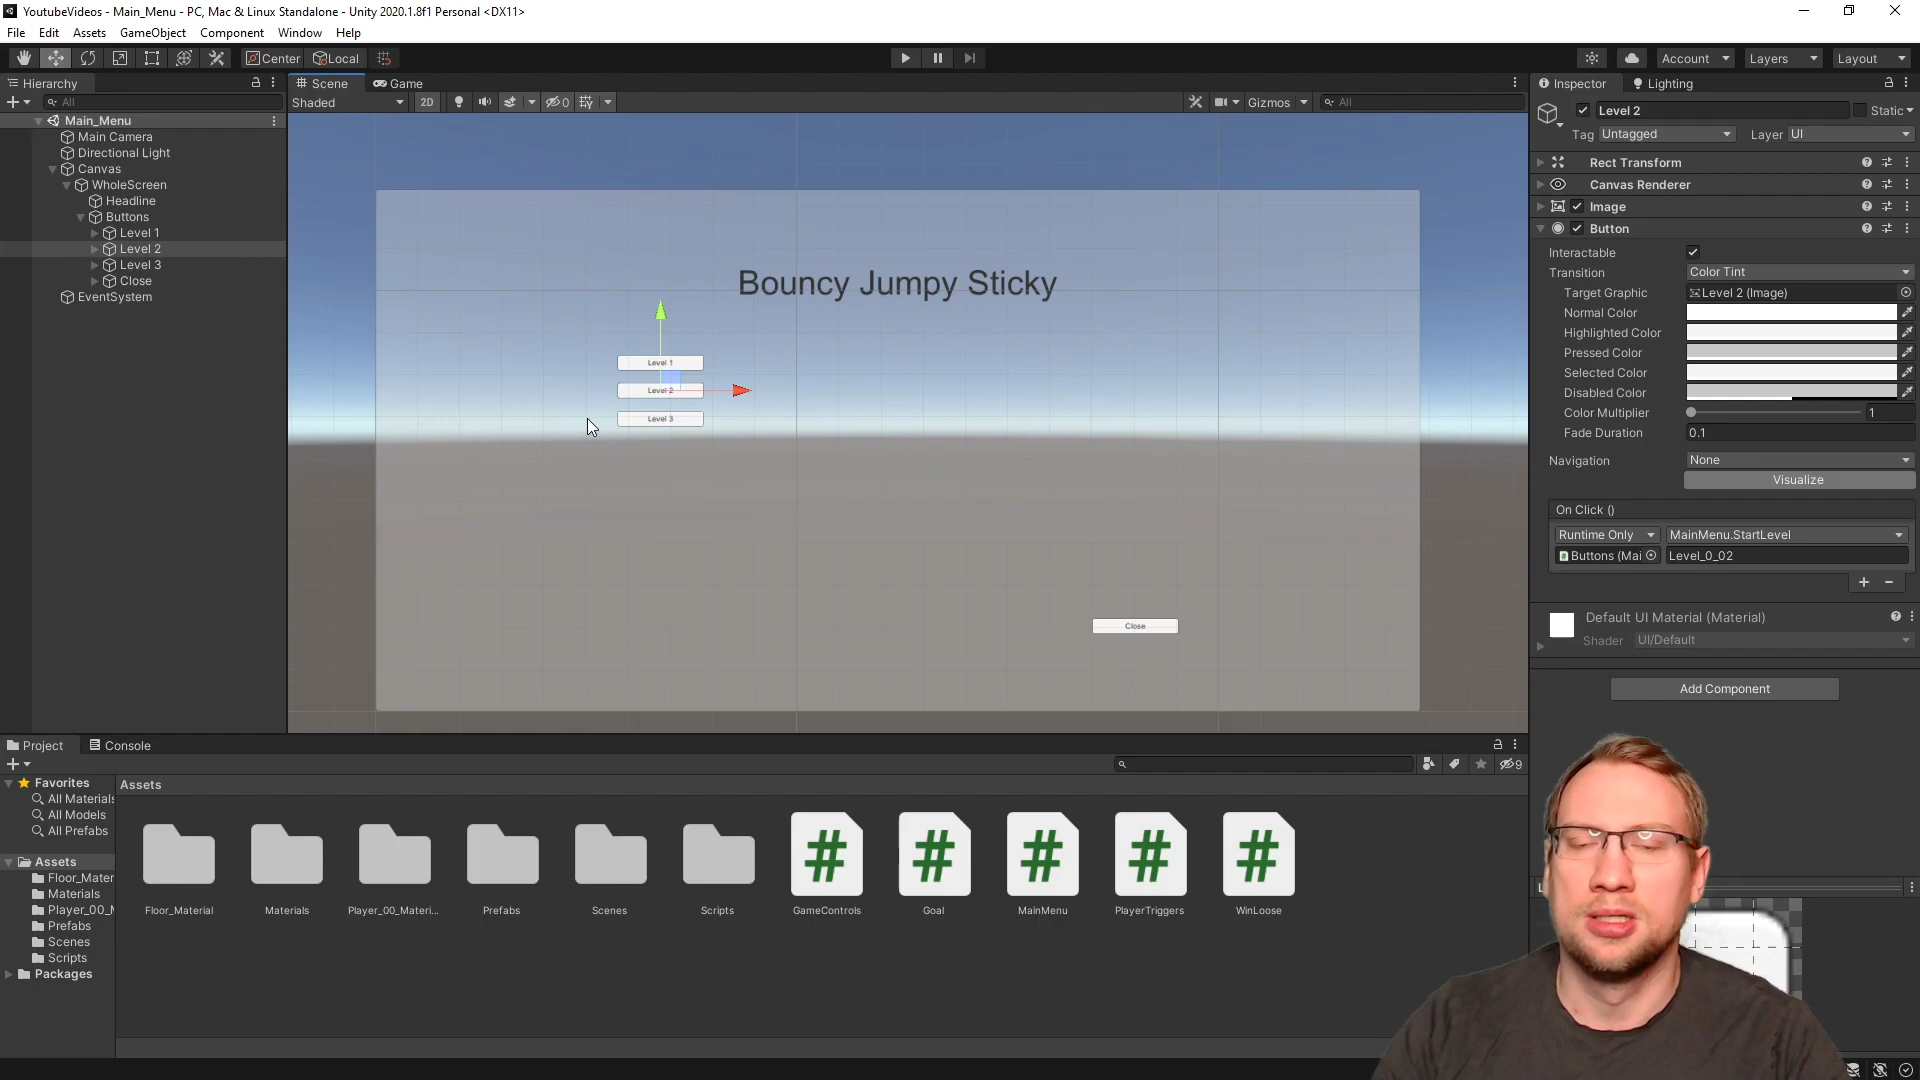 YoutubeVideos - Main_Menu - PC, Mac & Linux Standalone - Unity 2020.1.8f1 Personal <DX11>
File Edit Assets GameObject Component Window Help
Center Local
Account Layers Layout
Hierarchy
All
Main_Menu
Main Camera
Directional Light
Canvas
WholeScreen
Headline
Buttons
Level 1
Level 2
Level 3
Close
EventSystem
Scene Game
Shaded 2D 0 Gizmos All
Bouncy Jumpy Sticky
Level 1
Level 2
Level 3
Close
Inspector Lighting
Level 2 Static
Tag Untagged Layer UI
Rect Transform
Canvas Renderer
Image
Button
Interactable
Transition Color Tint
Target Graphic Level 2 (Image)
Normal Color
Highlighted Color
Pressed Color
Selected Color
Disabled Color
Color Multiplier 1
Fade Duration 0.1
Navigation None
Visualize
On Click ()
Runtime Only MainMenu.StartLevel
Buttons (Mai Level_0_02
Default UI Material (Material)
Shader UI/Default
Add Component
Project Console
9
Favorites
All Materials
All Models
All Prefabs
Assets
Floor_Mater
Materials
Player_00_M
Prefabs
Scenes
Scripts
Packages
Assets
Floor_Material Materials Player_00_Materi... Prefabs Scenes Scripts GameControls Goal MainMenu PlayerTriggers WinLoose